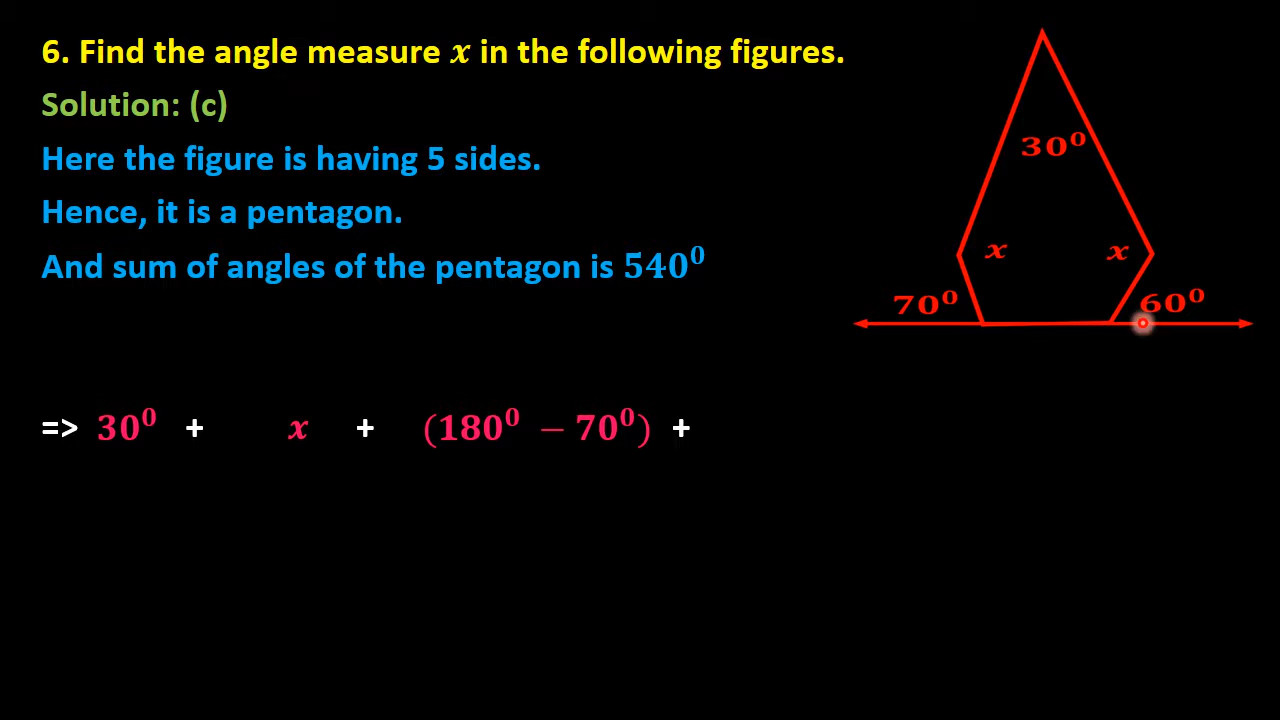 6. Find the angle measure x in the following figures.
Solution: (c)
Here the figure is having 5 sides.
Hence, it is a pentagon.
And sum of angles of the pentagon is 540⁰
=> 30⁰ + x + (180⁰ − 70⁰) +
30⁰
x x
70⁰ 60⁰